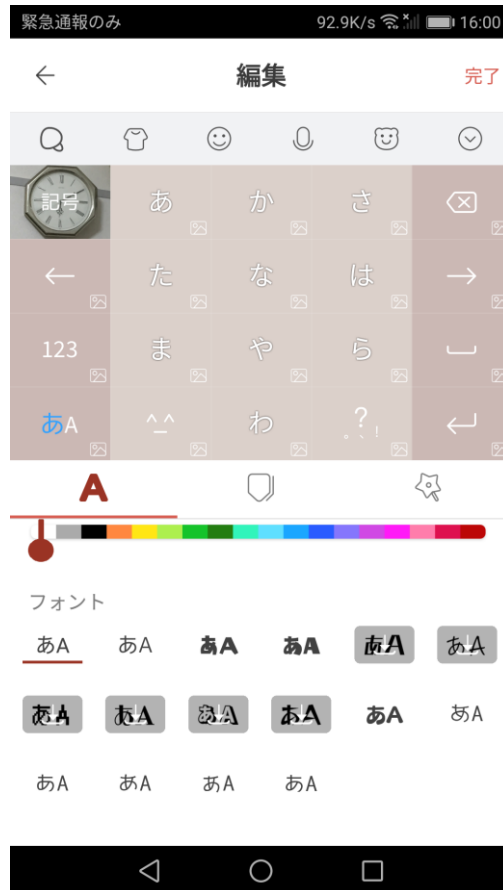 緊急通報のみ 92.9K/s 16:00
編集 完了
記号 あ か さ
た な は
123 ま や ら
あA ^_^ わ 。、?!
A
フォント
あA あA あA あA あA あA
あA あA あA あA あA あA
あA あA あA あA